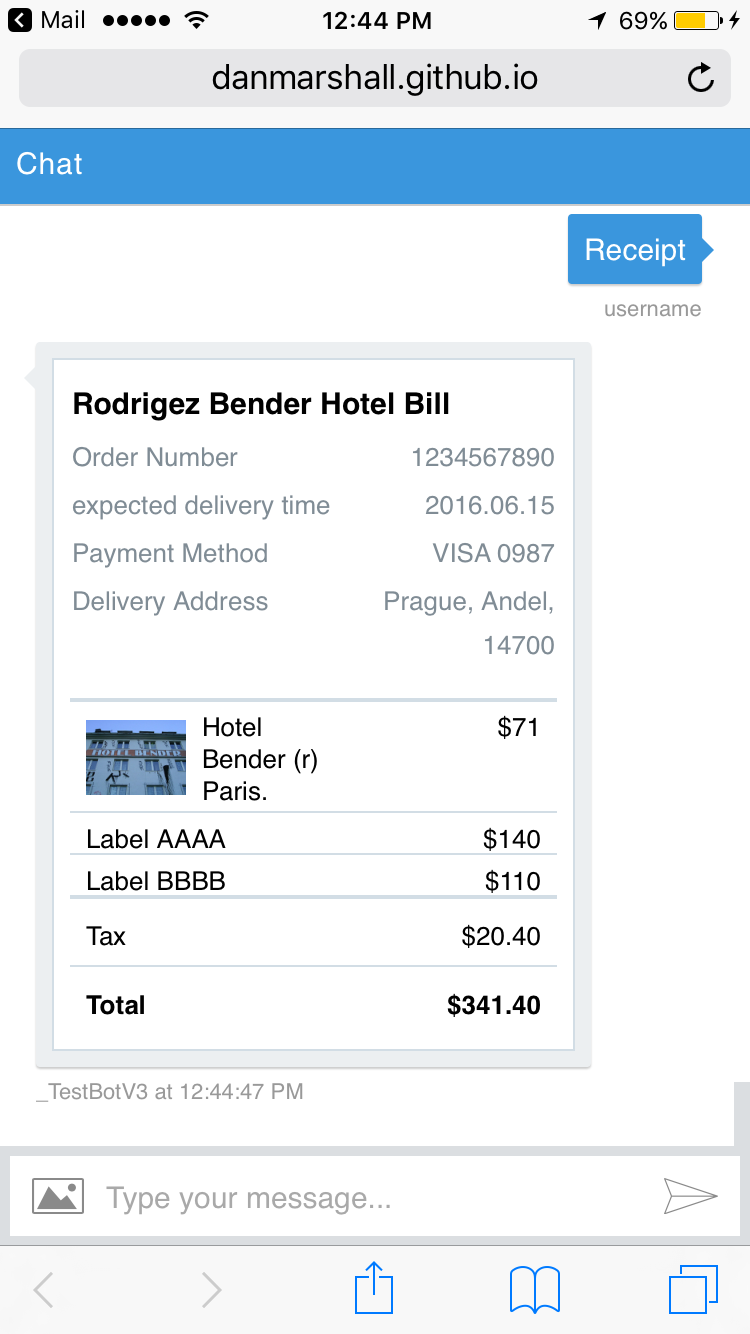 Mail 12:44 PM 69%
danmarshall.github.io
Chat
Receipt
username
Rodrigez Bender Hotel Bill
Order Number 1234567890
expected delivery time 2016.06.15
Payment Method VISA 0987
Delivery Address Prague, Andel,
14700
HOTEL BENDER
Hotel $71
Bender (r)
Paris.
Label AAAA $140
Label BBBB $110
Tax $20.40
Total $341.40
_TestBotV3 at 12:44:47 PM
Type your message...